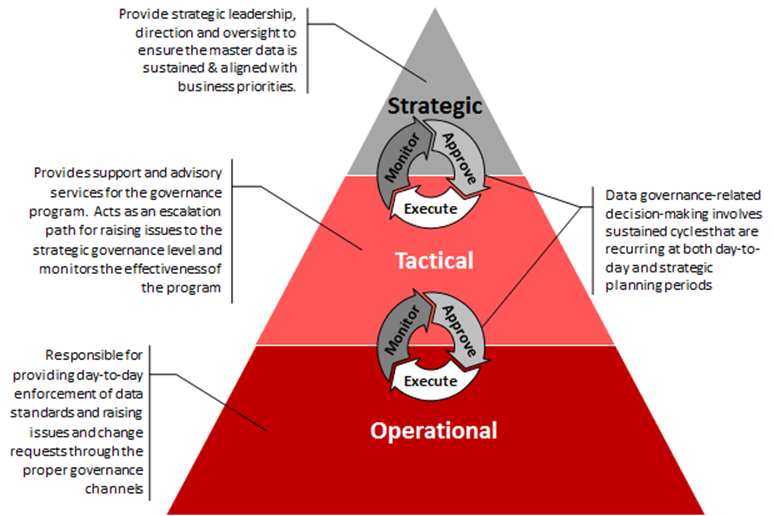 Provide strategic leadership,
direction and oversight to
ensure the master data is
sustained & aligned with
business priorities.
Strategic
Monitor
Approve
Execute
Provides support and advisory
services for the governance
program. Acts as an escalation
path for raising issues to the
strategic governance level and
monitors the effectiveness of
the program
Tactical
Data governance-related
decision-making involves
sustained cycles that are
recurring at both day-to-
day and strategic
planning periods
Monitor
Approve
Execute
Responsible for
providing day-to-day
enforcement of data
standards and raising
issues and change
requests through the
proper governance
channels
Operational